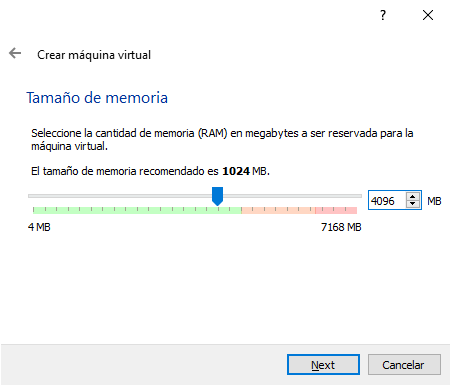 ?
Crear máquina virtual
Tamaño de memoria
Seleccione la cantidad de memoria (RAM) en megabytes a ser reservada para la
máquina virtual.
El tamaño de memoria recomendado es 1024 MB.
4096 MB
4 MB 7168 MB
Next Cancelar